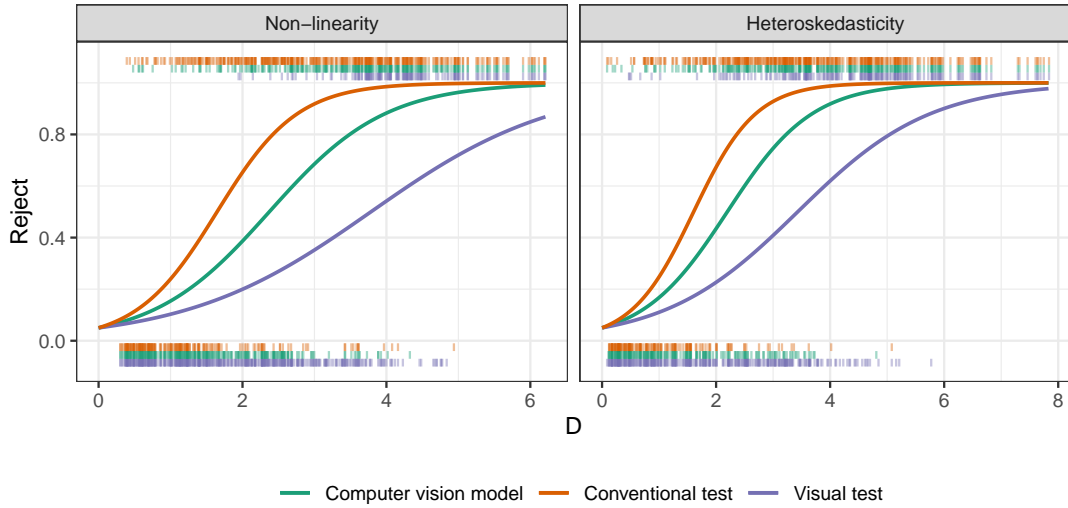 Non−linearity
Heteroskedasticity
Reject
0.8
0.4
0.0
0 2 4 6
0 2 4 6 8
D
Computer vision model Conventional test Visual test